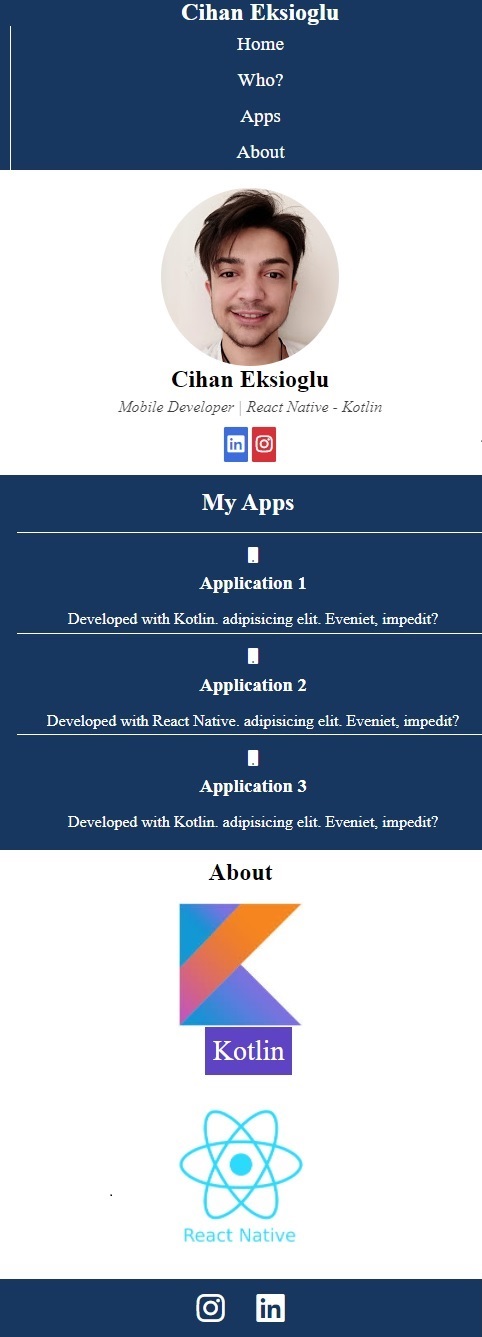 Cihan Eksioglu
Home
Who?
Apps
About
Cihan Eksioglu
Mobile Developer | React Native - Kotlin
My Apps
Application 1
Developed with Kotlin. adipisicing elit. Eveniet, impedit?
Application 2
Developed with React Native. adipisicing elit. Eveniet, impedit?
Application 3
Developed with Kotlin. adipisicing elit. Eveniet, impedit?
About
Kotlin
React Native